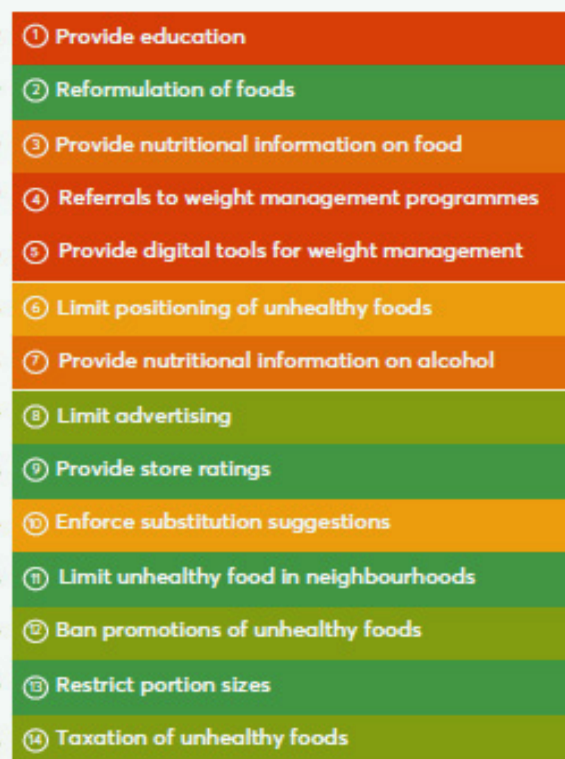 ① Provide education
② Reformulation of foods
③ Provide nutritional information on food
④ Referrals to weight management programmes
⑤ Provide digital tools for weight management
⑥ Limit positioning of unhealthy foods
⑦ Provide nutritional information on alcohol
⑧ Limit advertising
⑨ Provide store ratings
⑩ Enforce substitution suggestions
⑪ Limit unhealthy food in neighbourhoods
⑫ Ban promotions of unhealthy foods
⑬ Restrict portion sizes
⑭ Taxation of unhealthy foods